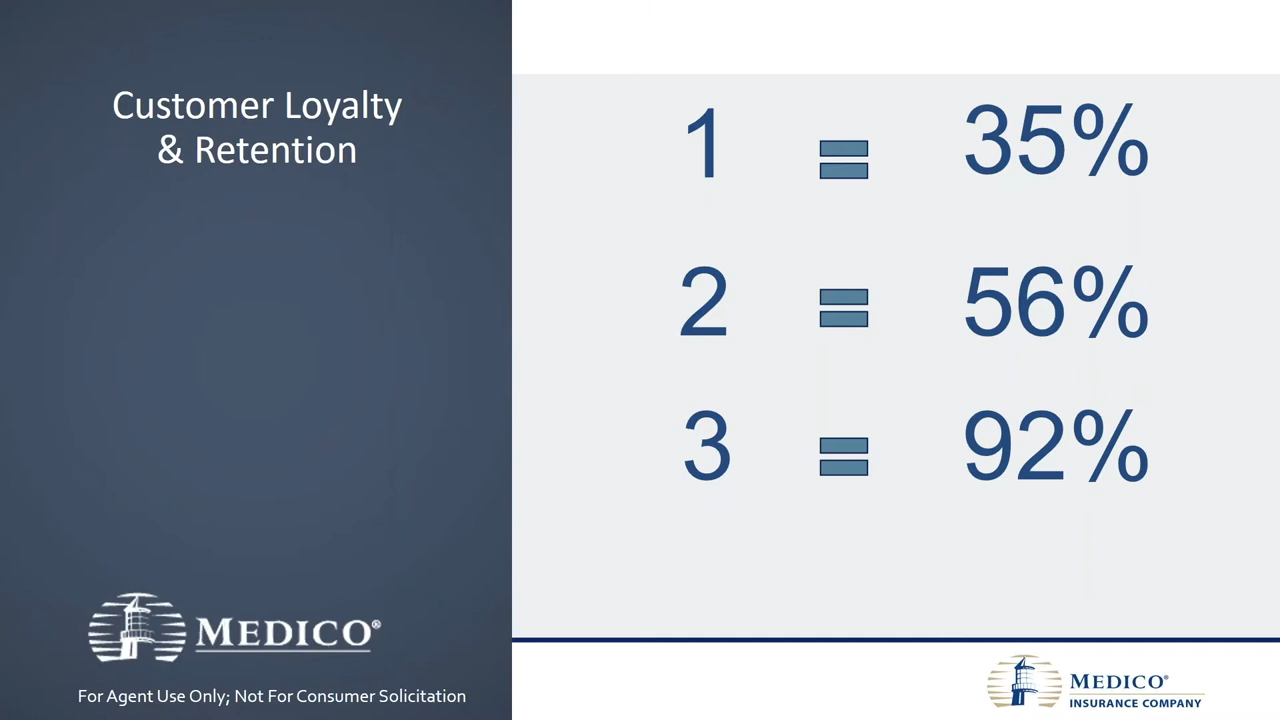 Customer Loyalty
& Retention
1 = 35%
2 = 56%
3 = 92%
MEDICO®
For Agent Use Only; Not For Consumer Solicitation
MEDICO®
INSURANCE COMPANY